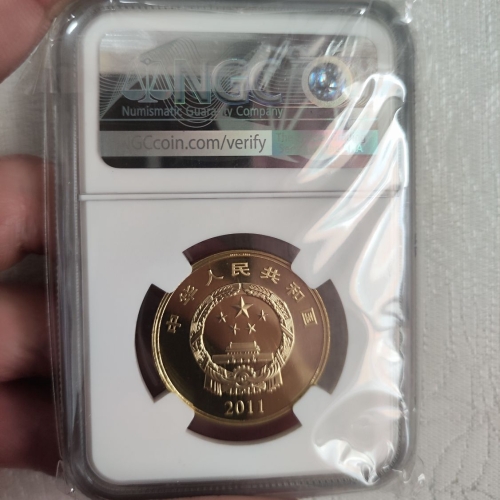 NGC
Numismatic Guaranty Company
NGCcoin.com/verify
中华人民共和国
2011